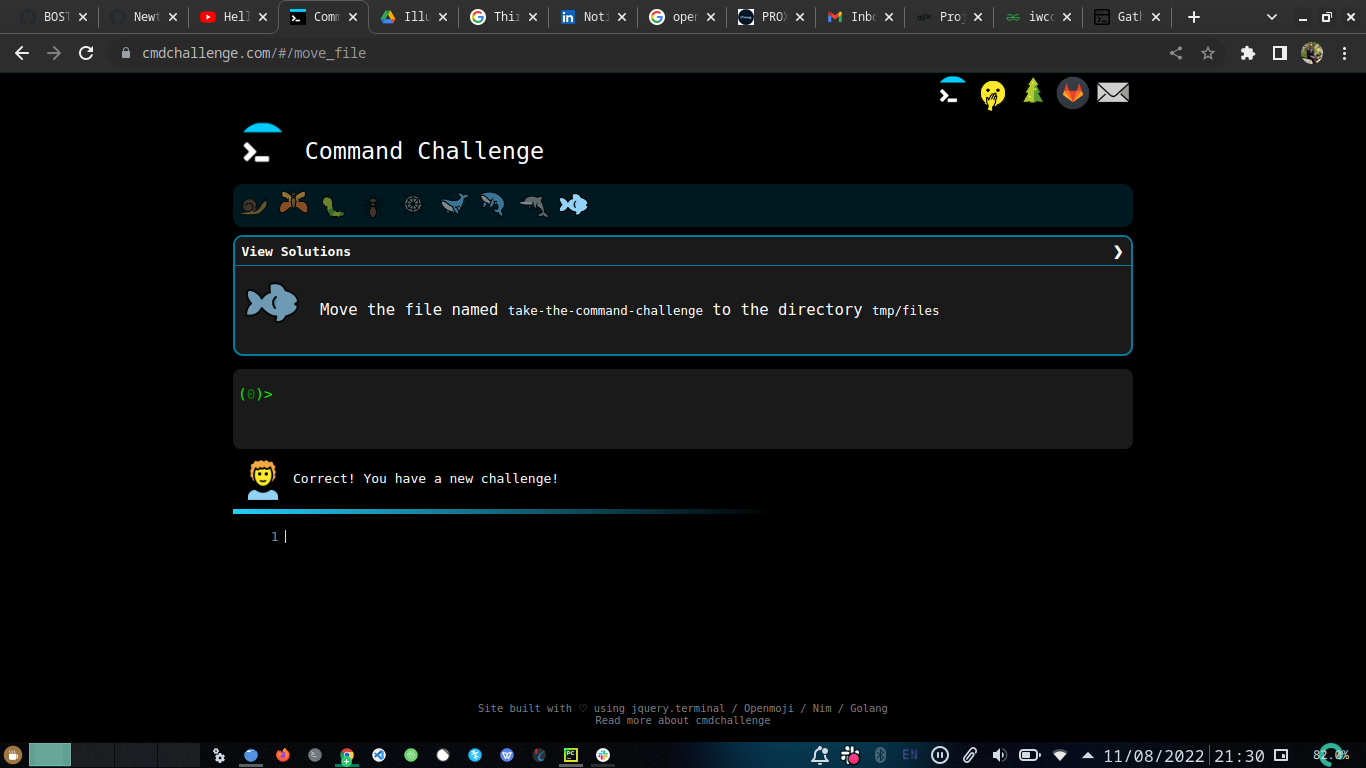 BOST Newt Hell Comm Illu Thi Noti oper PROX Inbo Proj iwcc Gath
cmdchallenge.com/#/move_file
Command Challenge
View Solutions
Move the file named take-the-command-challenge to the directory tmp/files
(0)>
Correct! You have a new challenge!
1
Site built with ♡ using jquery.terminal / Openmoji / Nim / Golang
Read more about cmdchallenge
EN 11/08/2022 21:30 82.0%